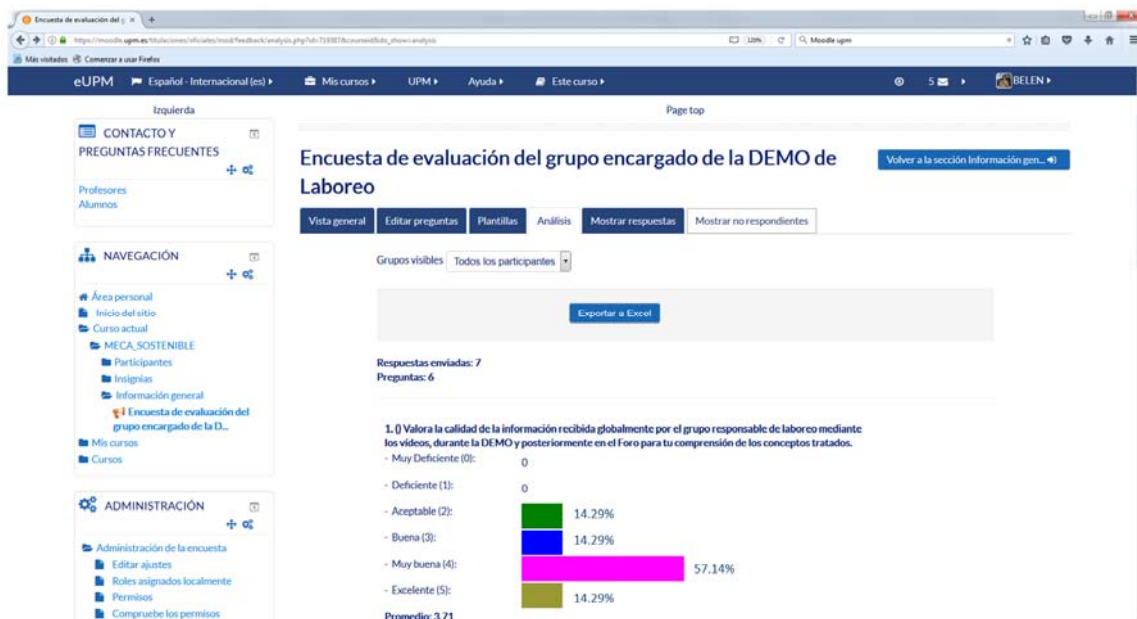 Encuesta de evaluación del g
Más visitados Comenzar a usar Firefox
120% Moodle upm
eUPM Español - Internacional (es) Mis cursos UPM Ayuda Este curso 5 BELEN
Izquierda
Page top
CONTACTO Y
PREGUNTAS FRECUENTES
Profesores
Alumnos
NAVEGACIÓN
Área personal
Inicio del sitio
Curso actual
MECA_SOSTENIBLE
Participantes
Insignias
Información general
Encuesta de evaluación del
grupo encargado de la D...
Mis cursos
Cursos
ADMINISTRACIÓN
Administración de la encuesta
Editar ajustes
Roles asignados localmente
Permisos
Compruebe los permisos
Encuesta de evaluación del grupo encargado de la DEMO de
Laboreo
Volver a la sección Información gen...
Vista general Editar preguntas Plantillas Análisis Mostrar respuestas Mostrar no respondientes
Grupos visibles Todos los participantes
Exportar a Excel
Respuestas enviadas: 7
Preguntas: 6
1. () Valora la calidad de la información recibida globalmente por el grupo responsable de laboreo mediante
los vídeos, durante la DEMO y posteriormente en el Foro para tu comprensión de los conceptos tratados.
- Muy Deficiente (0): 0
- Deficiente (1): 0
- Aceptable (2): 14.29%
- Buena (3): 14.29%
- Muy buena (4): 57.14%
- Excelente (5): 14.29%
Promedio: 3.71